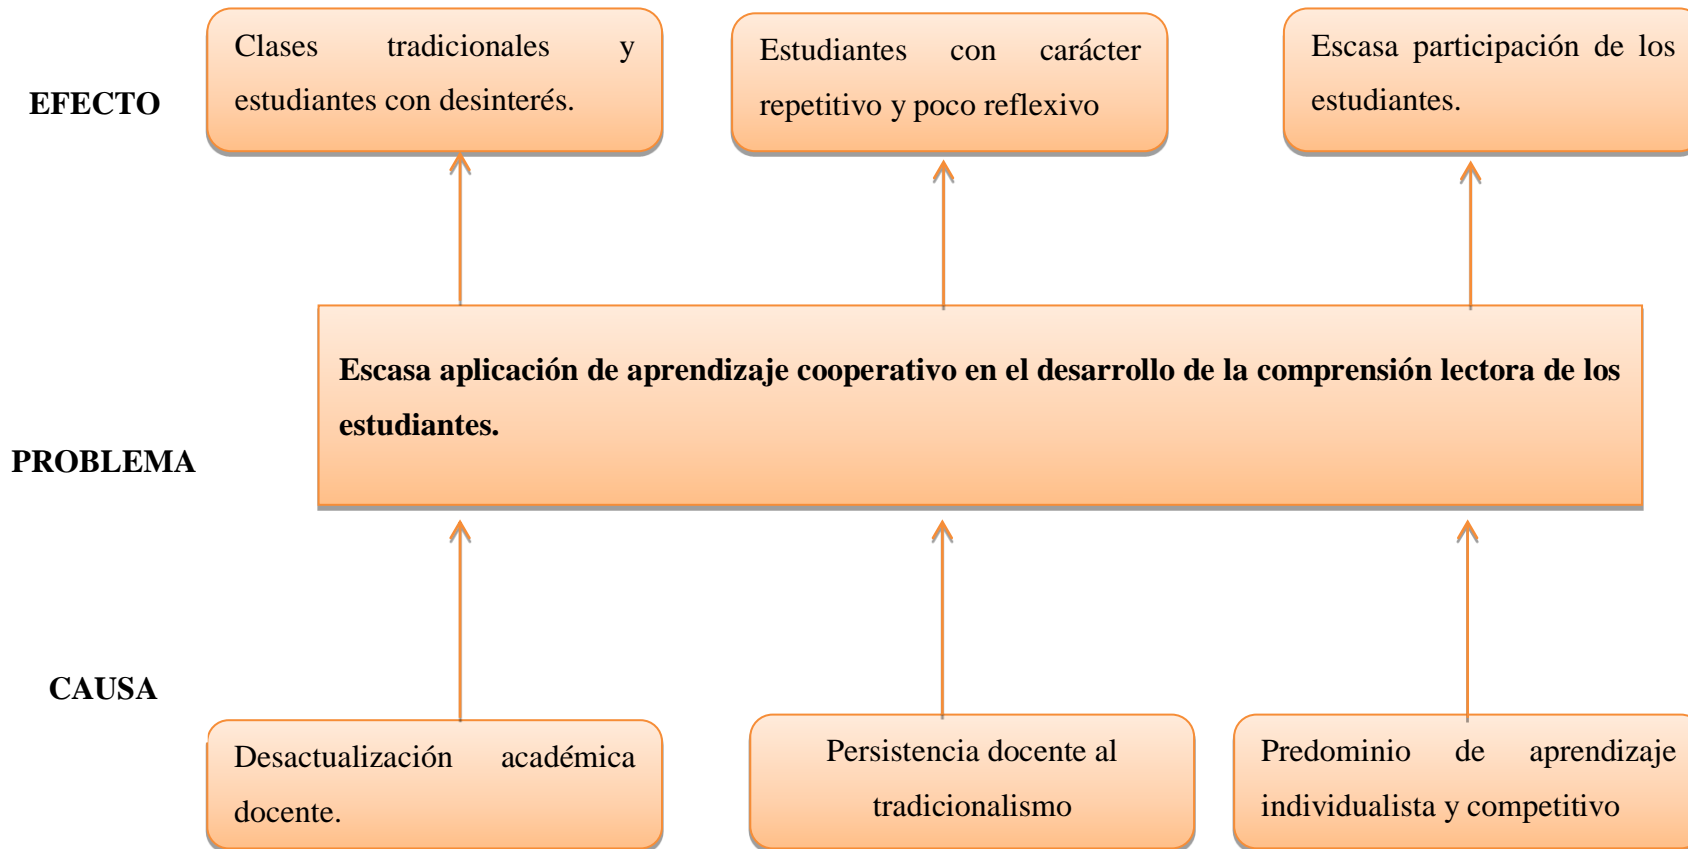 EFECTO
Clases tradicionales y
estudiantes con desinterés.
Estudiantes con carácter
repetitivo y poco reflexivo
Escasa participación de los
estudiantes.
PROBLEMA
Escasa aplicación de aprendizaje cooperativo en el desarrollo de la comprensión lectora de los
estudiantes.
CAUSA
Desactualización académica
docente.
Persistencia docente al
tradicionalismo
Predominio de aprendizaje
individualista y competitivo